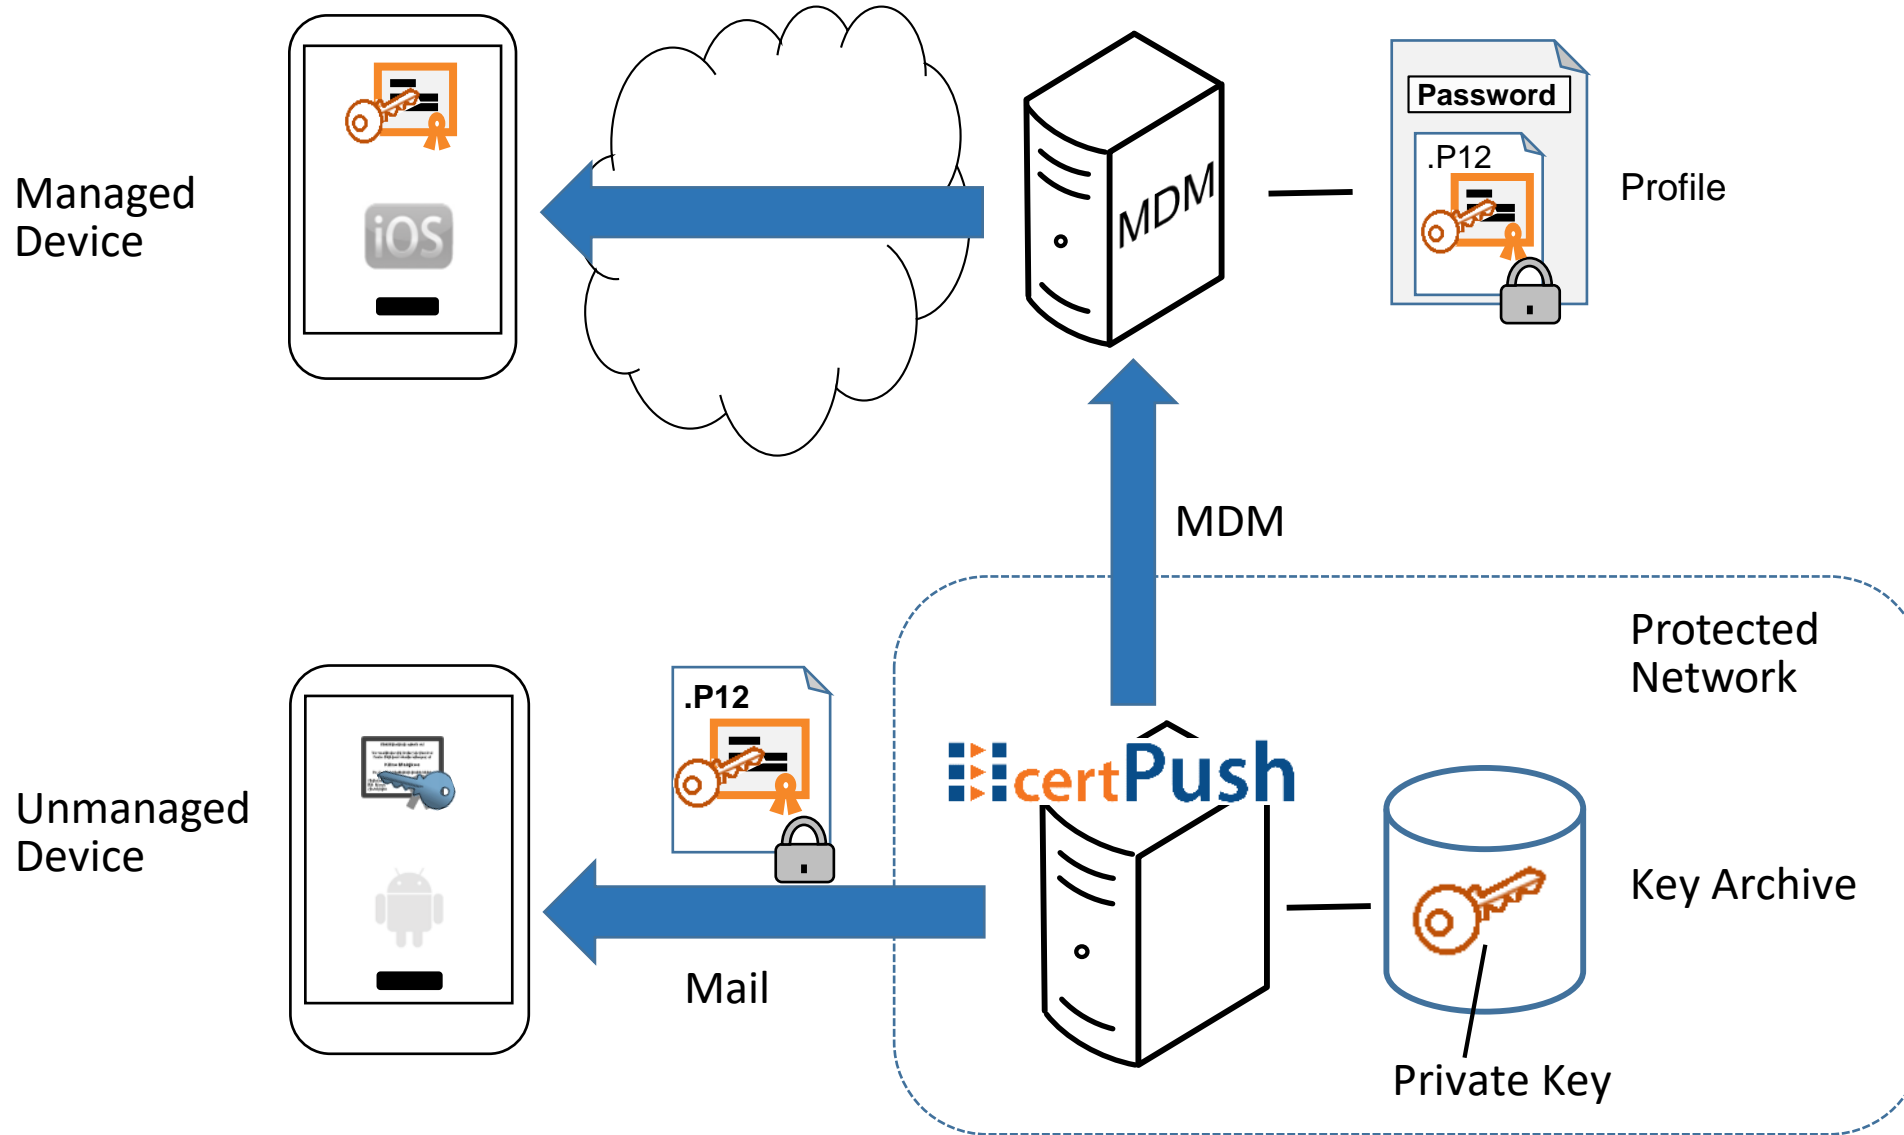 Managed
Device
iOS
MDM
Password
.P12
Profile
MDM
Protected
Network
Unmanaged
Device
.P12
Mail
certPush
Key Archive
Private Key